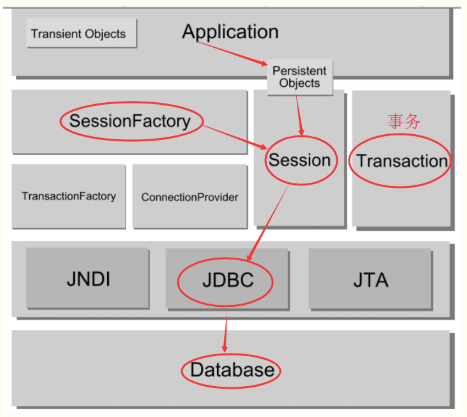 Transient Objects
Application
Persistent
Objects
SessionFactory
Session
事务
Transaction
TransactionFactory
ConnectionProvider
JNDI
JDBC
JTA
Database